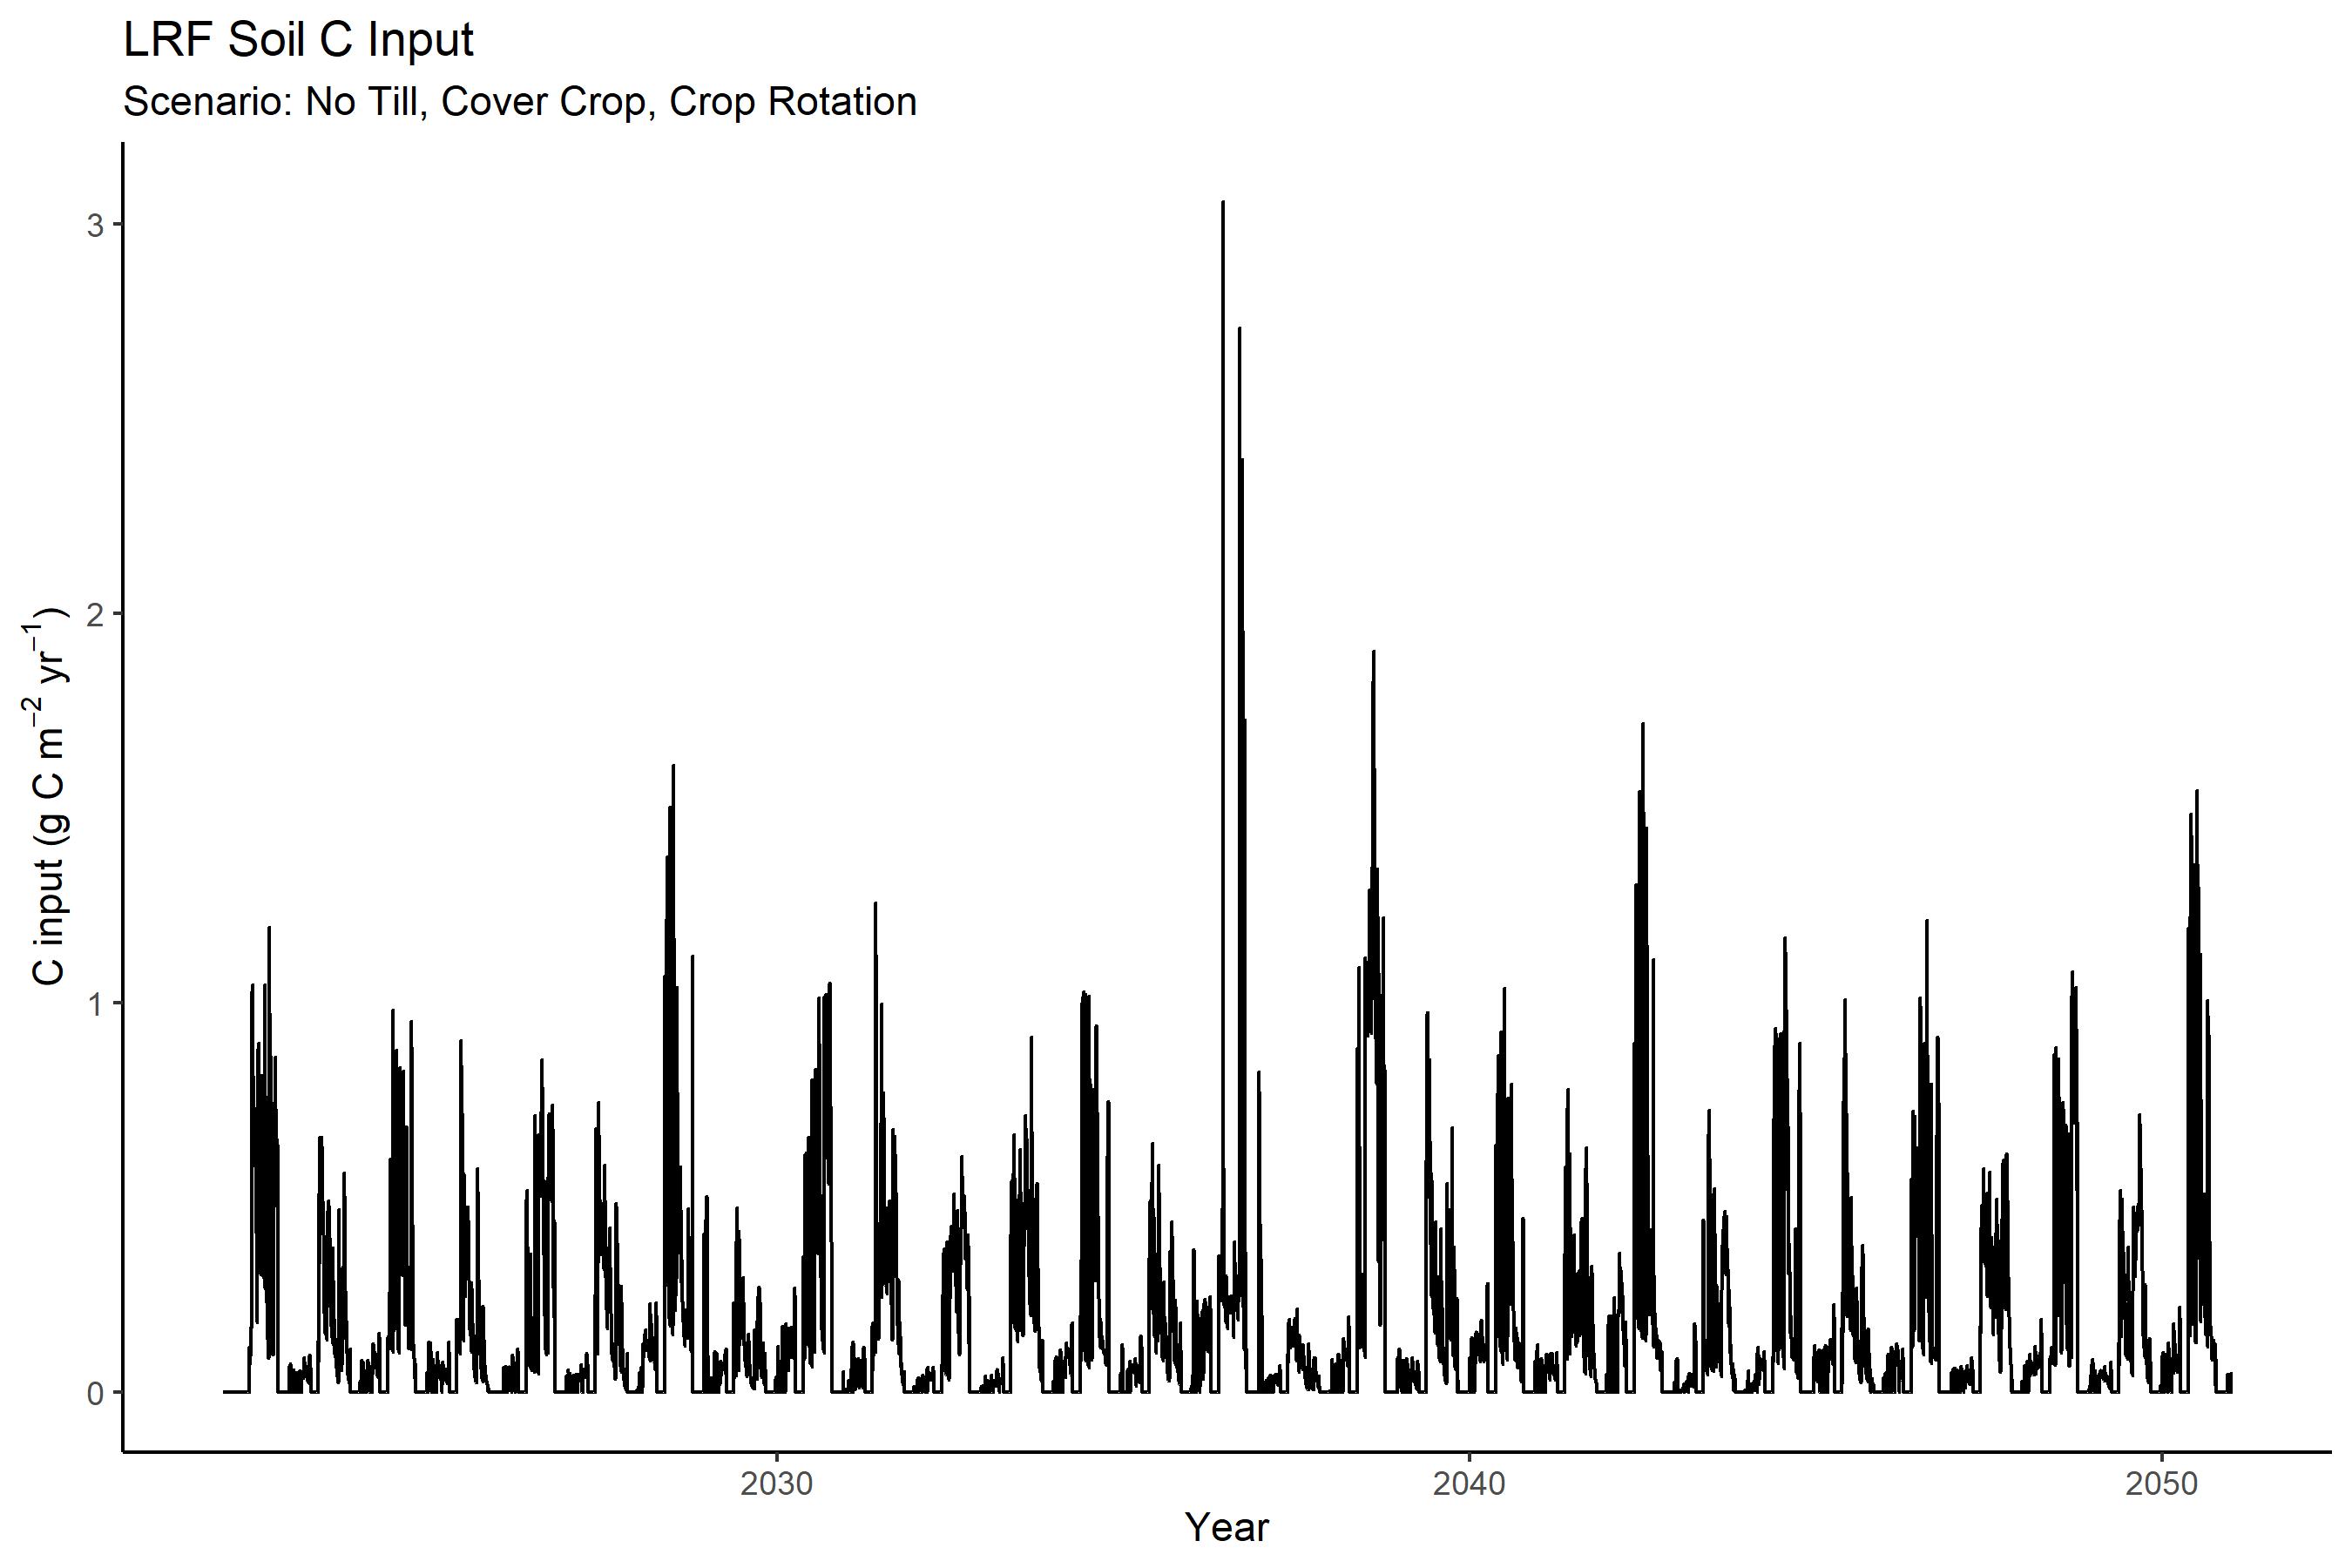 LRF Soil C Input
Scenario: No Till, Cover Crop, Crop Rotation
C input (g C m⁻² yr⁻¹)
3
2
1
0
2030
2040
2050
Year